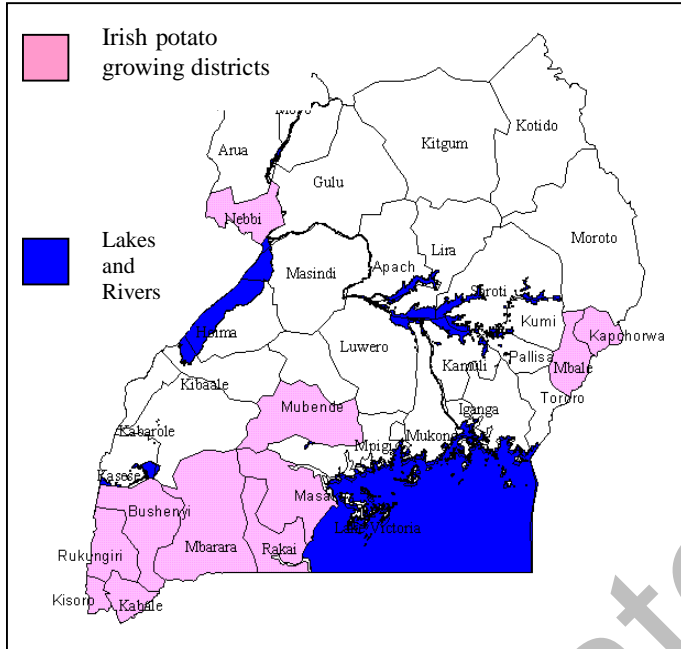 Irish potato
growing districts
Lakes
and
Rivers
Kotido
Kitgum
Arua
Gulu
Nebbi
Moroto
Lira
Apach
Masindi
Kumi
Hoima
Kapchorwa
Luwero
Pallisa
Mbale
Kamuli
Kibaale
Tororo
Mubende
Iganga
Kabarole
Mukono
Mpigi
Kasese
Masaka
Bushenyi
Lake Victoria
Mbarara
Rakai
Rukungiri
Kisoro
Kabale